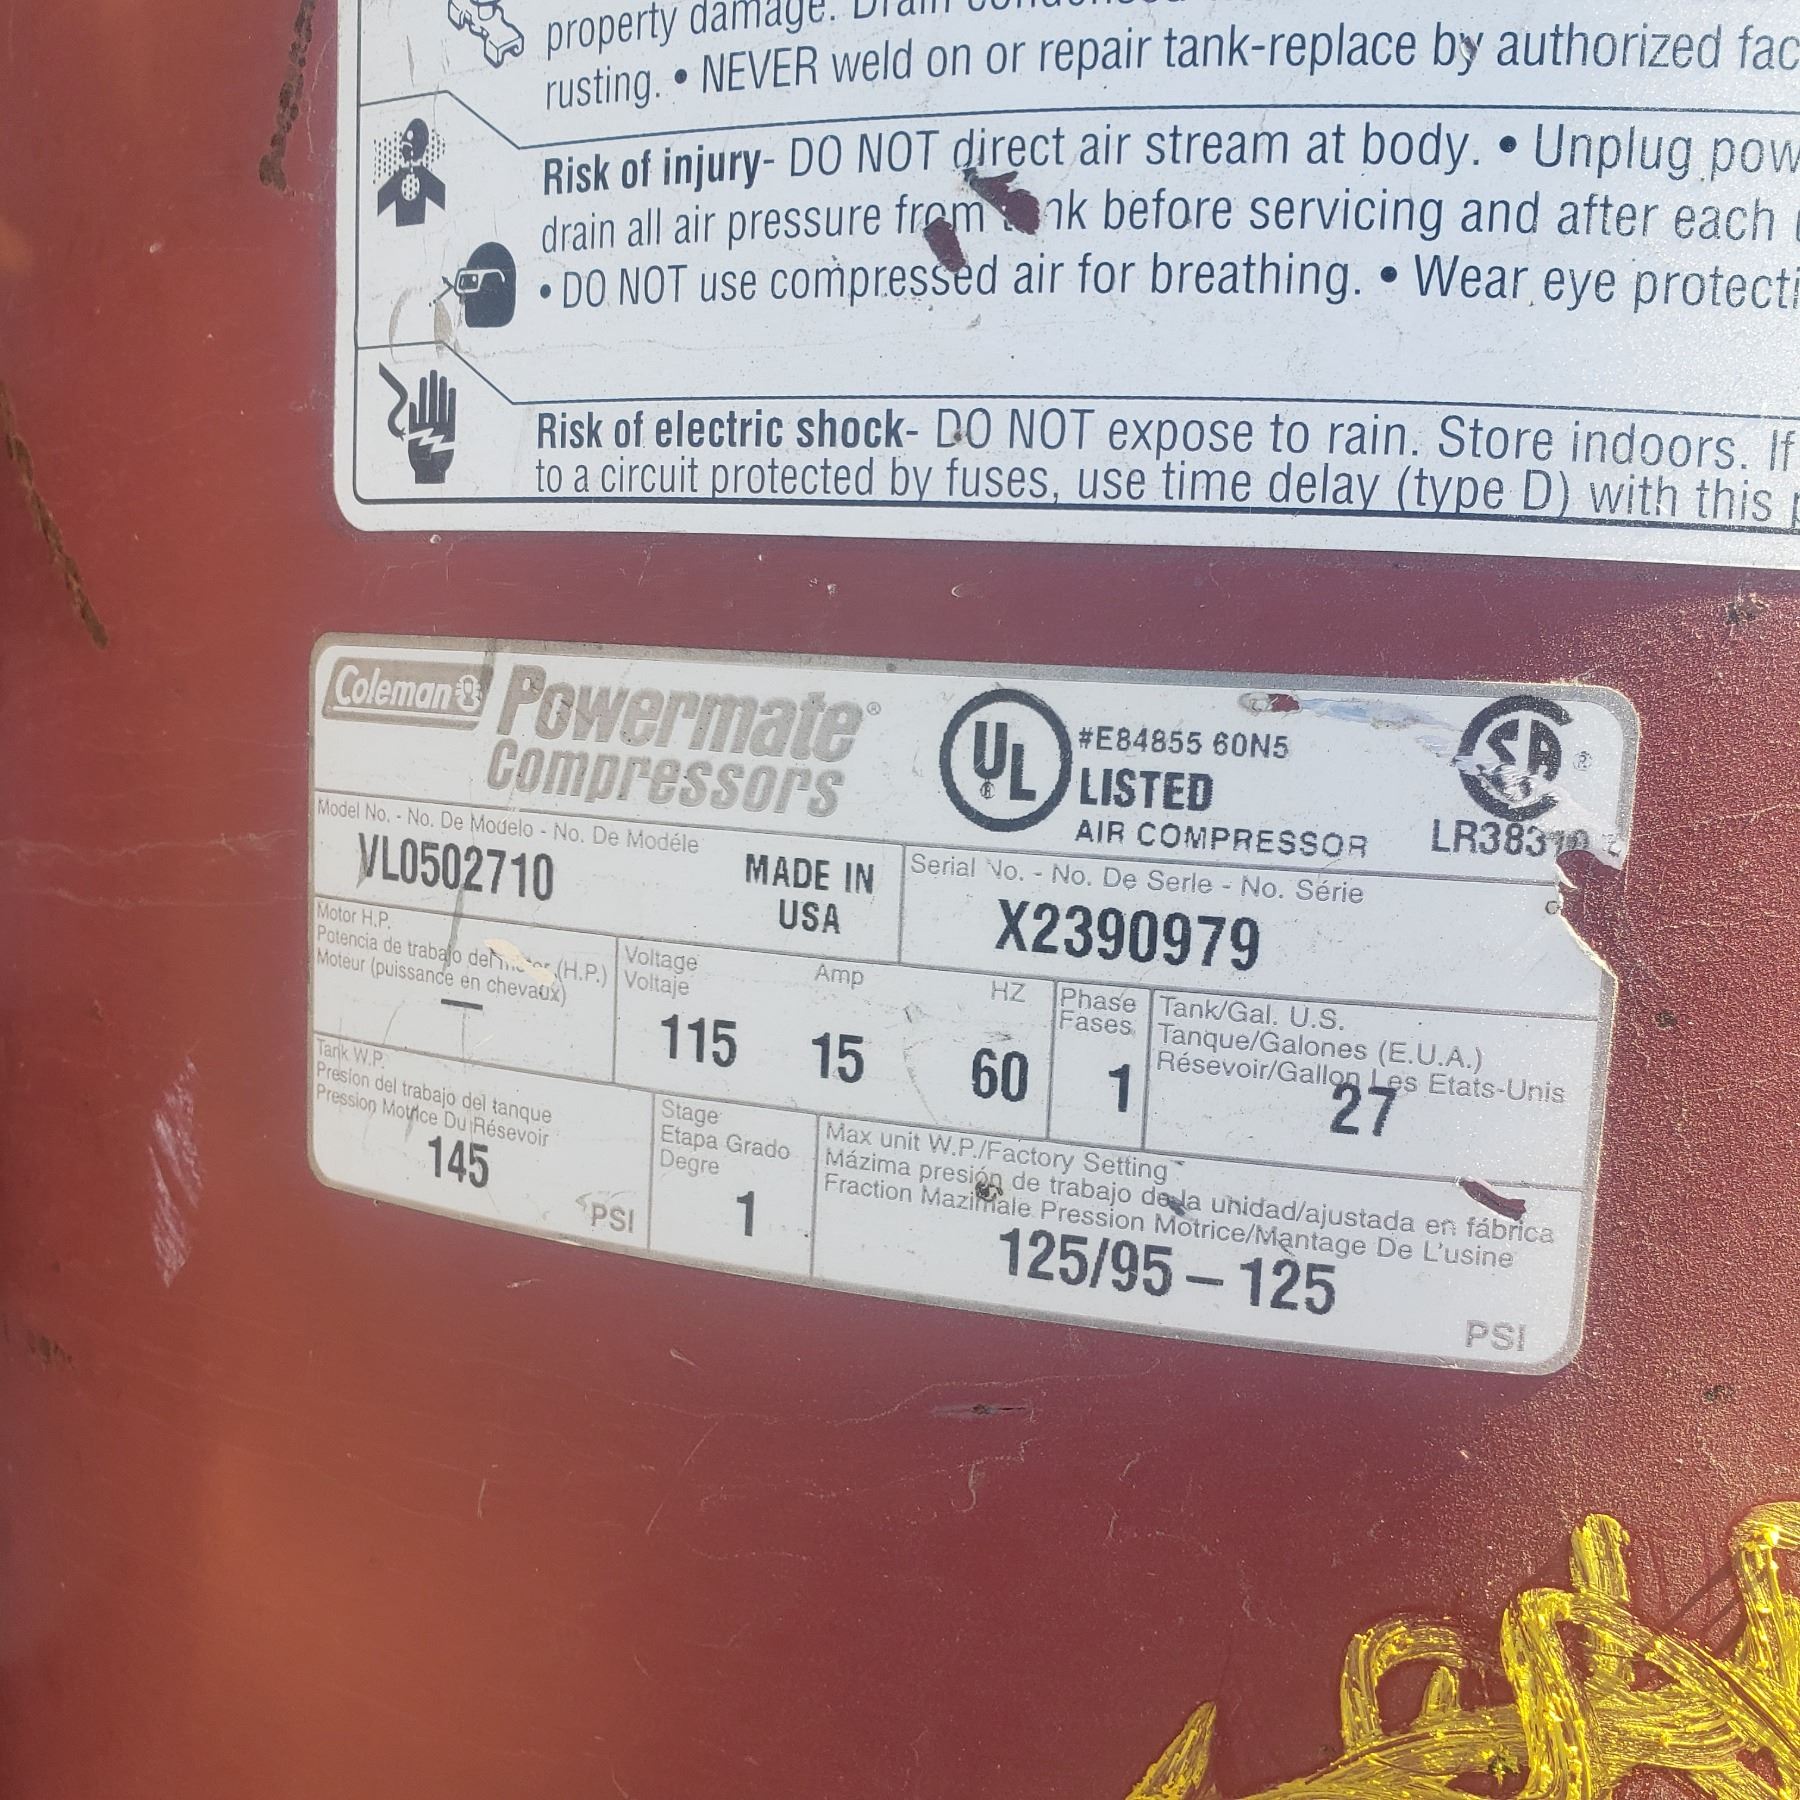 property damage.
rusting. • NEVER weld on or repair tank-replace by authorized fac
Risk of injury- DO NOT direct air stream at body. • Unplug pow
drain all air pressure from before servicing and after each
• DO NOT use compressed air for breathing. • Wear eye protecti
Risk of electric shock- DO NOT expose to rain. Store indoors. If
to a circuit protected by fuses, use time delay (type D) with this
Coleman Powermate®
Compressors
UL ®
#E84855 60N5
LISTED
AIR COMPRESSOR
SA ®
Model No. - No. De Modelo - No. De Modéle
VL0502710
MADE IN
USA
Serial No. - No. De Serle - No. Série
X2390979
Motor H.P.
Potencia de trabajo del (H.P.)
Moteur (puissance en chevaux)
—
Voltage
Voltaje
115
Amp
15
HZ
60
Phase
Fases
1
Tank/Gal. U.S.
Tanque/Galones (E.U.A.)
Résevoir/Gallon Les Etats-Unis
27
Tank W.P.
Presion del trabajo del tanque
Pression Motrice Du Résevoir
145
PSI
Stage
Etapa Grado
Degre
1
Max unit W.P./Factory Setting
Mázima presión de trabajo de la unidad/ajustada en fábrica
Fraction Mazimale Pression Motrice/Mantage De L'usine
125/95 – 125
PSI